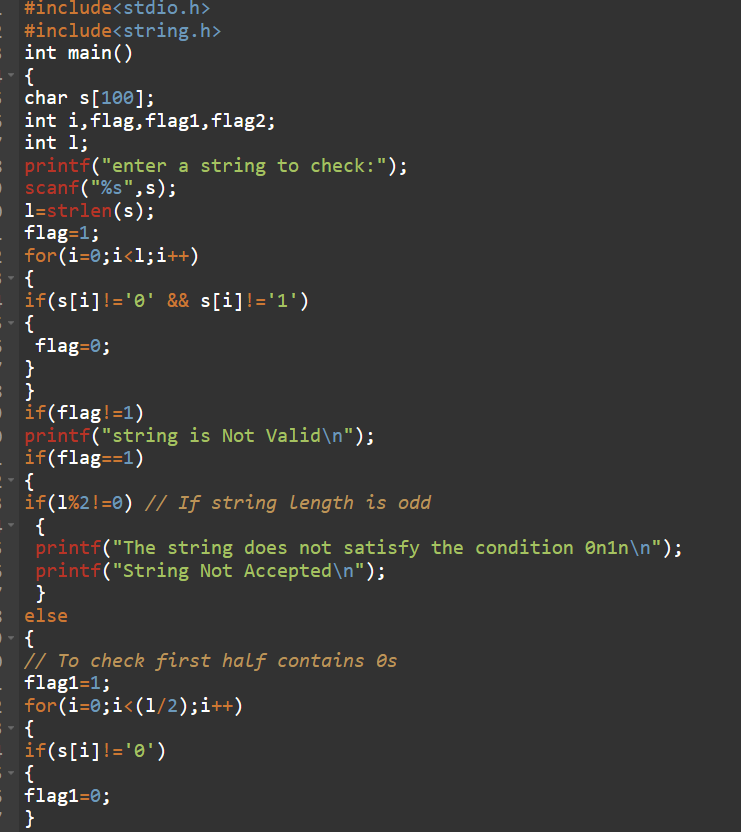 #include<stdio.h>
#include<string.h>
int main()
{
char s[100];
int i,flag,flag1,flag2;
int l;
printf("enter a string to check:");
scanf("%s",s);
l=strlen(s);
flag=1;
for(i=0;i<l;i++)
{
if(s[i]!='0' && s[i]!='1')
{
 flag=0;
}
}
if(flag!=1)
printf("string is Not Valid\n");
if(flag==1)
{
if(l%2!=0) // If string length is odd
 {
 printf("The string does not satisfy the condition 0n1n\n");
 printf("String Not Accepted\n");
 }
else
{
// To check first half contains 0s
flag1=1;
for(i=0;i<(l/2);i++)
{
if(s[i]!='0')
{
flag1=0;
}